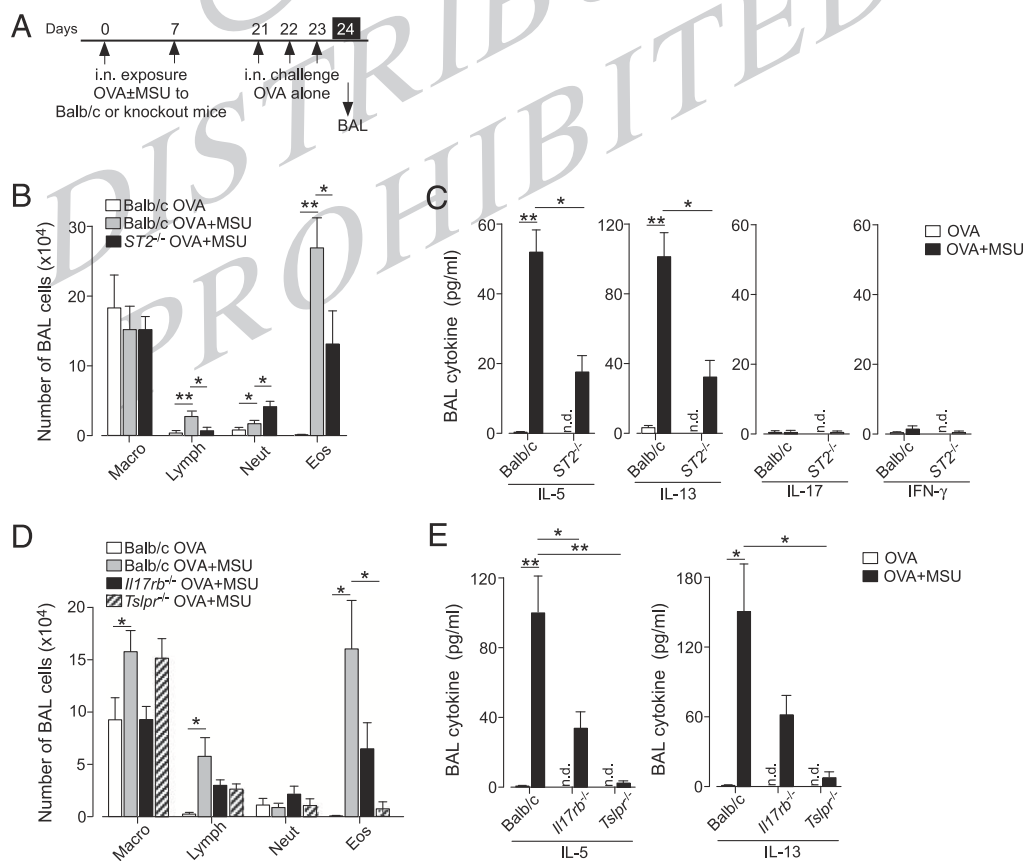 A
Days 0 7 21 22 23 24
i.n. exposure
OVA±MSU to
Balb/c or knockout mice
i.n. challenge
OVA alone
BAL
DISTRIBUTION
PROHIBITED
B
Balb/c OVA
Balb/c OVA+MSU
ST2-/- OVA+MSU
Number of BAL cells (x10⁴)
30
20
10
0
** * * * ** *
Macro Lymph Neut Eos
C
OVA
OVA+MSU
BAL cytokine (pg/ml)
60
40
20
0
** *
n.d.
Balb/c ST2-/-
IL-5
120
80
40
0
** *
n.d.
Balb/c ST2-/-
IL-13
60
40
20
0
n.d.
Balb/c ST2-/-
IL-17
60
40
20
0
n.d.
Balb/c ST2-/-
IFN-γ
D
Balb/c OVA
Balb/c OVA+MSU
Il17rb-/- OVA+MSU
Tslpr-/- OVA+MSU
Number of BAL cells (x10⁴)
20
15
10
5
0
* * * *
Macro Lymph Neut Eos
E
OVA
OVA+MSU
BAL cytokine (pg/ml)
120
80
40
0
*
**
**
n.d. n.d.
Balb/c Il17rb-/- Tslpr-/-
IL-5
BAL cytokine (pg/ml)
180
120
60
0
* *
n.d. n.d.
Balb/c Il17rb-/- Tslpr-/-
IL-13